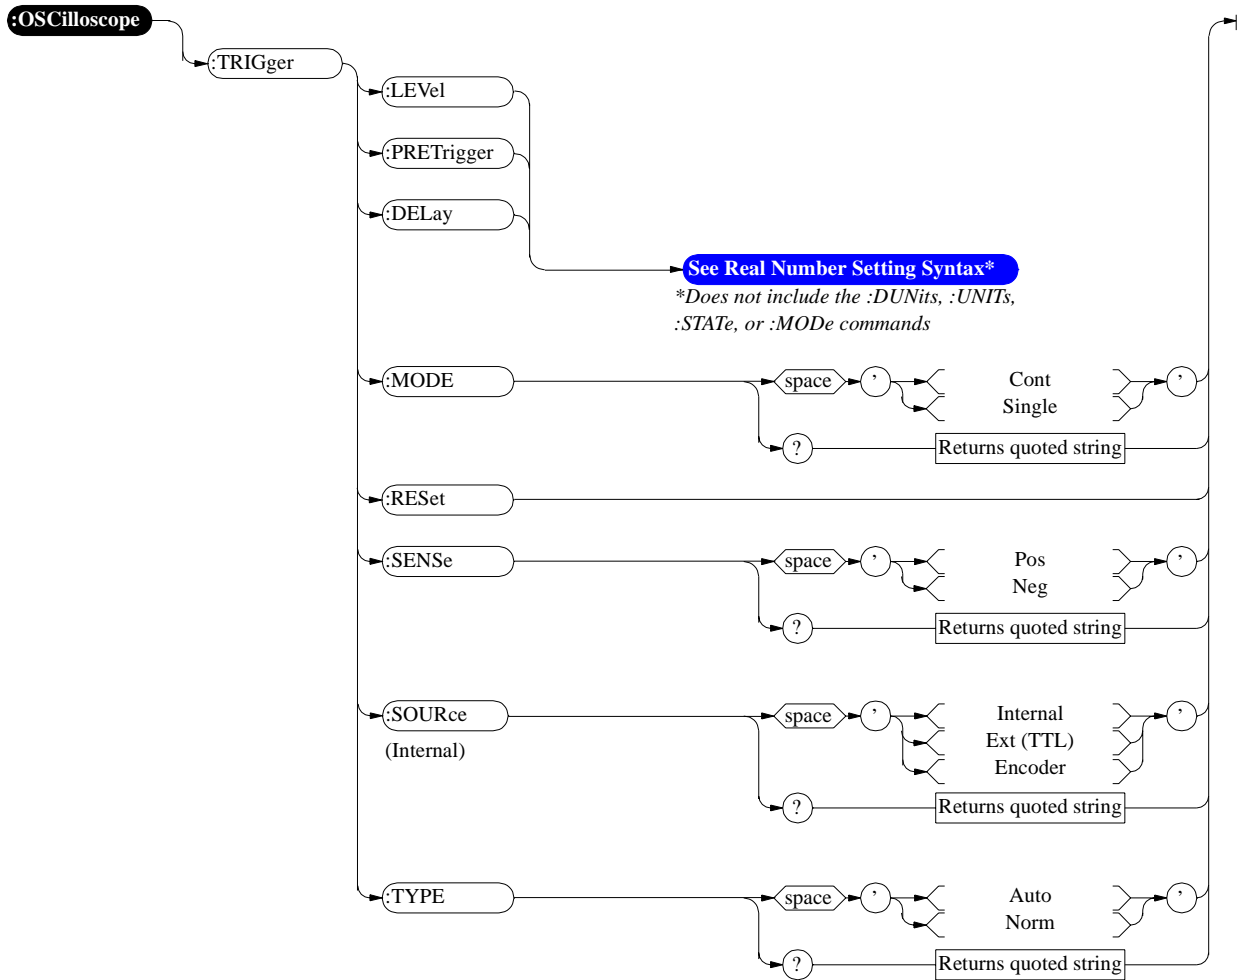 :OSCilloscope
:TRIGger
:LEVel
:PRETrigger
:DELay
See Real Number Setting Syntax*
*Does not include the :DUNits, :UNITs,
:STATe, or :MODe commands
:MODE
space
’
Cont
Single
’
?
Returns quoted string
:RESet
:SENSe
space
’
Pos
Neg
’
?
Returns quoted string
:SOURce
(Internal)
space
’
Internal
Ext (TTL)
Encoder
’
?
Returns quoted string
:TYPE
space
’
Auto
Norm
’
?
Returns quoted string